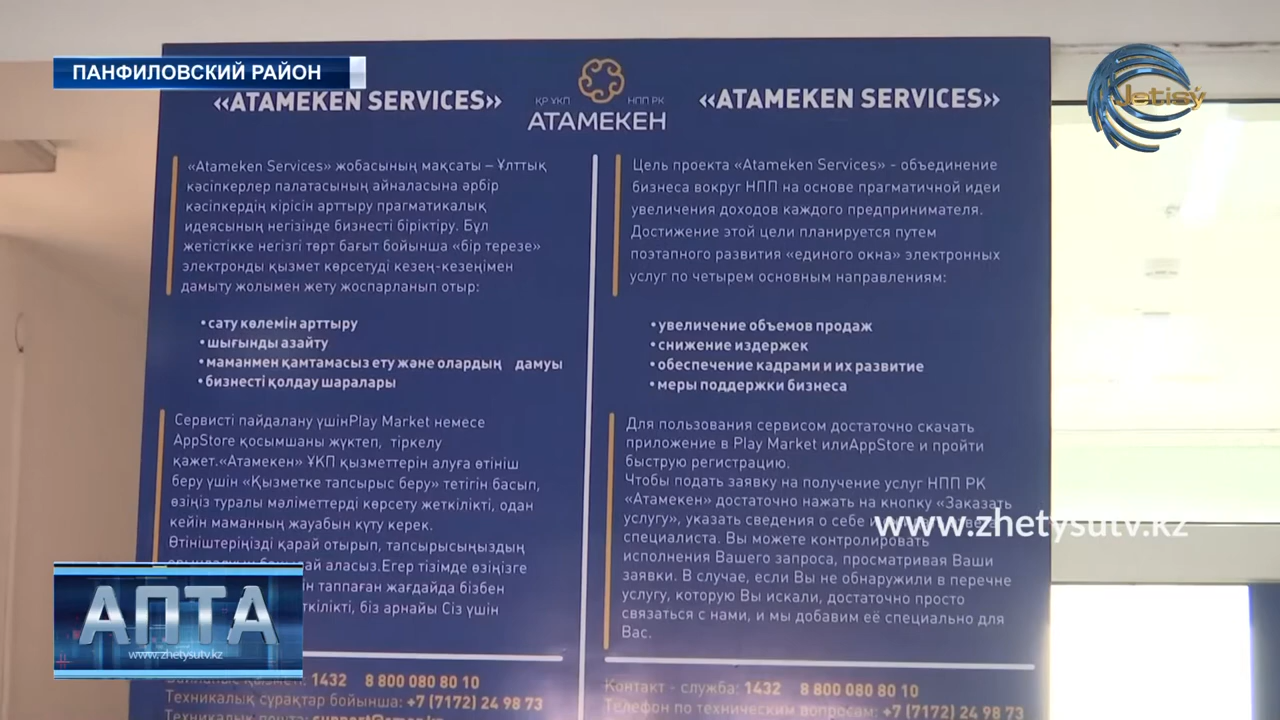 ПАНФИЛОВСКИЙ РАЙОН
Jetisý
«ATAMEKEN SERVICES»
ҚР ҰКП НПП РК
АТАМЕКЕН
«ATAMEKEN SERVICES»
«Atameken Services» жобасының мақсаты – Ұлттық
кәсіпкерлер палатасының айналасына әрбір
кәсіпкердің кірісін арттыру прагматикалық
идеясының негізінде бизнесті біріктіру. Бұл
жетістікке негізгі төрт бағыт бойынша «бір терезе»
электронды қызмет көрсетуді кезең-кезеңімен
дамыту жолымен жету жоспарланып отыр:
• сату көлемін арттыру
• шығынды азайту
• маманмен қамтамасыз ету және олардың дамуы
• бизнесті қолдау шаралары
Сервисті пайдалану үшінPlay Market немесе
AppStore қосымшаны жүктеп, тіркелу
қажет.«Атамекен» ҰКП қызметтерін алуға өтініш
беру үшін «Қызметке тапсырыс беру» тетігін басып,
өзіңіз туралы мәліметтерді көрсету жеткілікті, одан
кейін маманның жауабын күту керек.
Өтініштеріңізді қарай отырып, тапсырысыңыздың
аласыз.Егер тізімде өзіңізге
таппаған жағдайда бізбен
біз арнайы Сіз үшін
1432 8 800 080 80 10
Техникалық сұрақтар бойынша: +7 (7172) 24 98 73
Техникалық пошта:
Цель проекта «Atameken Services» - объединение
бизнеса вокруг НПП на основе прагматичной идеи
увеличения доходов каждого предпринимателя.
Достижение этой цели планируется путем
поэтапного развития «единого окна» электронных
услуг по четырем основным направлениям:
• увеличение объемов продаж
• снижение издержек
• обеспечение кадрами и их развитие
• меры поддержки бизнеса
Для пользования сервисом достаточно скачать
приложение в Play Market илиAppStore и пройти
быструю регистрацию.
Чтобы подать заявку на получение услуг НПП РК
«Атамекен» достаточно нажать на кнопку «Заказать
услугу», указать сведения о себе и
специалиста. Вы можете контролировать
исполнения Вашего запроса, просматривая Ваши
заявки. В случае, если Вы не обнаружили в перечне
услугу, которую Вы искали, достаточно просто
связаться с нами, и мы добавим её специально для
Вас.
Контакт - служба: 1432 8 800 080 80 10
Телефон по техническим вопросам: +7 (7172) 24 98 73
www.zhetysutv.kz
АПТА
www.zhetysutv.kz